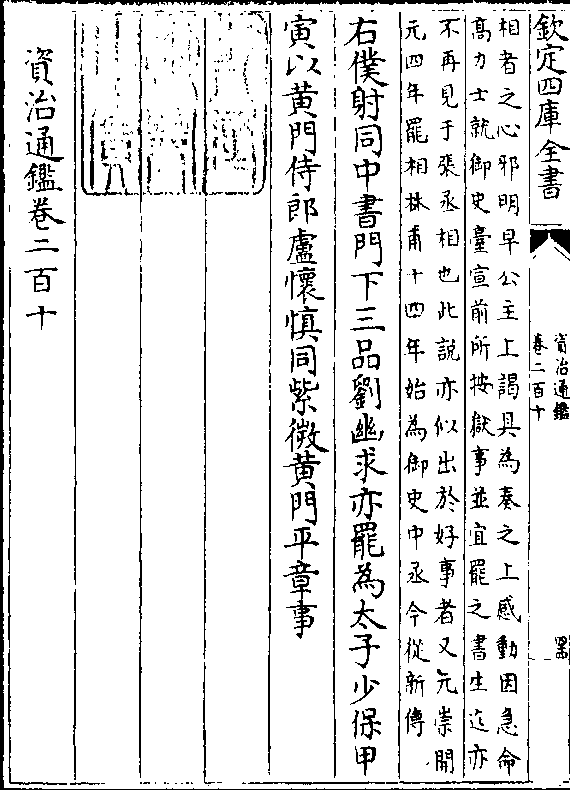 欽定四庫全書
資治通鑑
卷二百十
相者之心邪明早公主上謁具為奏之上感動因急命
高力士就御史臺宣前所按獄事並宜罷之書生迄亦
不再見于張丞相也此說亦似出於好事者又元崇開
元四年罷相林甫十四年始為御史中丞今從新傳
右僕射同中書門下三品劉幽求亦罷為太子少保甲
寅以黃門侍郎盧懷慎同紫微黃門平章事
資治通鑑卷二百十